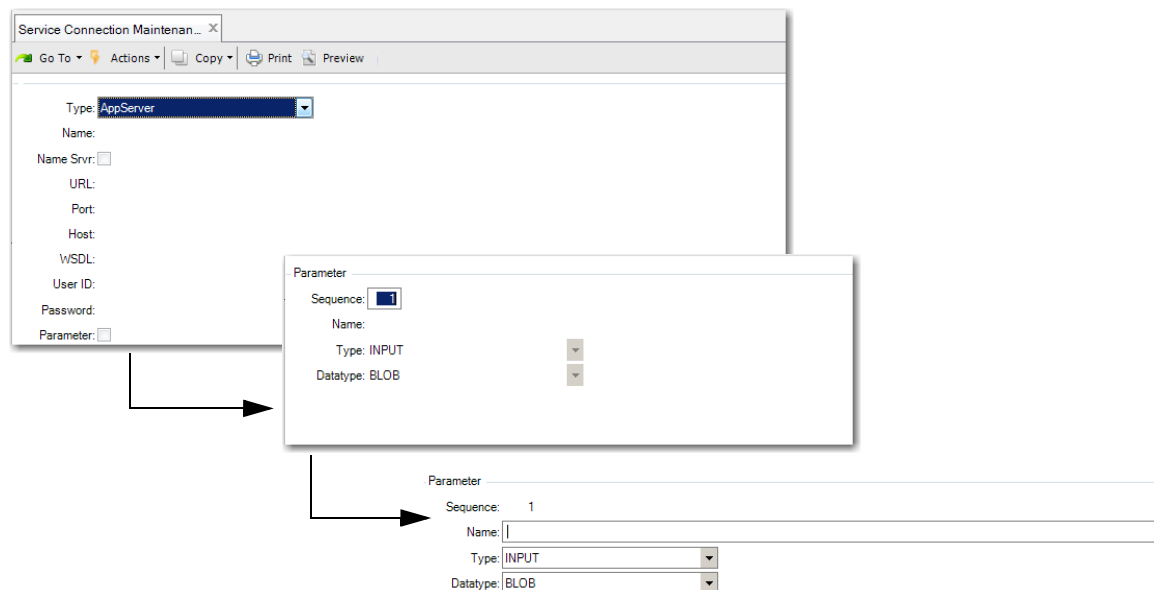 Service Connection Maintenan... X
Go To Actions Copy Print Preview
Type: AppServer
Name:
Name Srvr:
URL:
Port:
Host:
WSDL:
User ID:
Password:
Parameter:
Parameter
Sequence: 1
Name:
Type: INPUT
Datatype: BLOB
Parameter
Sequence: 1
Name:
Type: INPUT
Datatype: BLOB